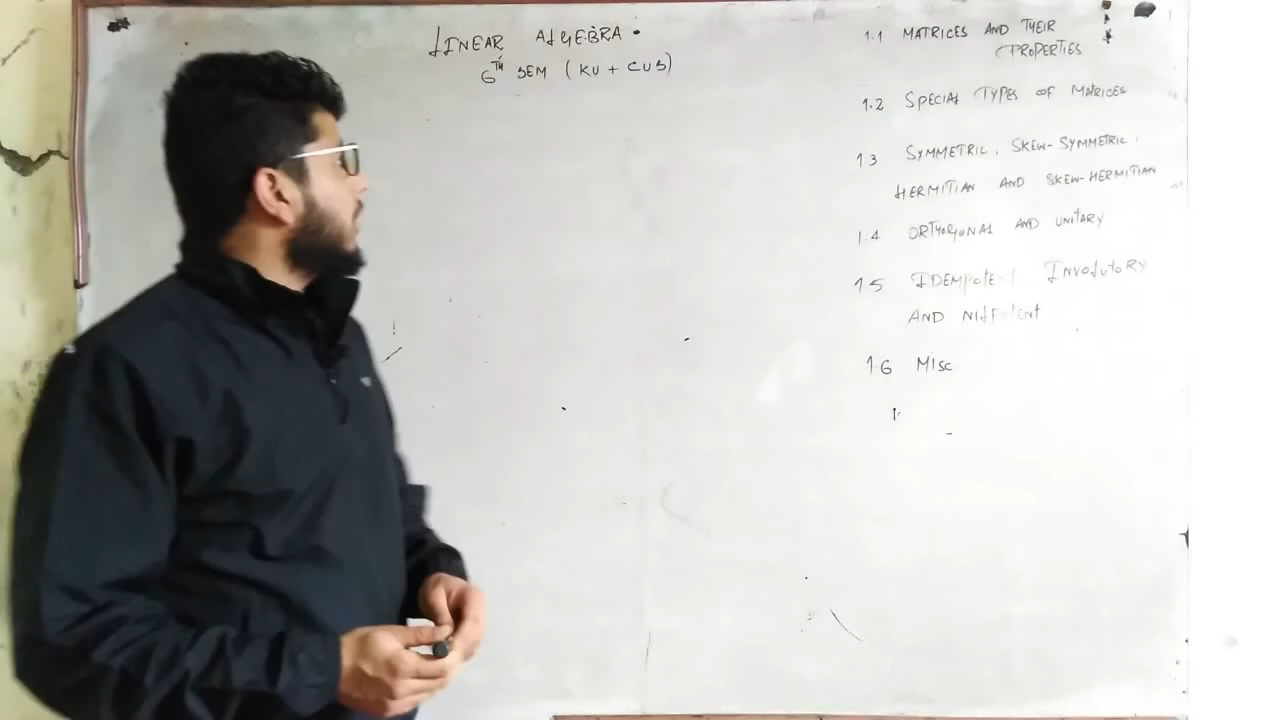 LINEAR ALGEBRA
6TH SEM (KU + CUS)
1.1 MATRICES AND THEIR
PROPERTIES
1.2 SPECIAL TYPES OF MATRICES
1.3 SYMMETRIC, SKEW-SYMMETRIC,
HERMITIAN AND SKEW-HERMITIAN
1.4 ORTHOGONAL AND UNITARY
1.5 IDEMPOTENT INVOLUTORY
AND NILPOTENT
1.6 MISC